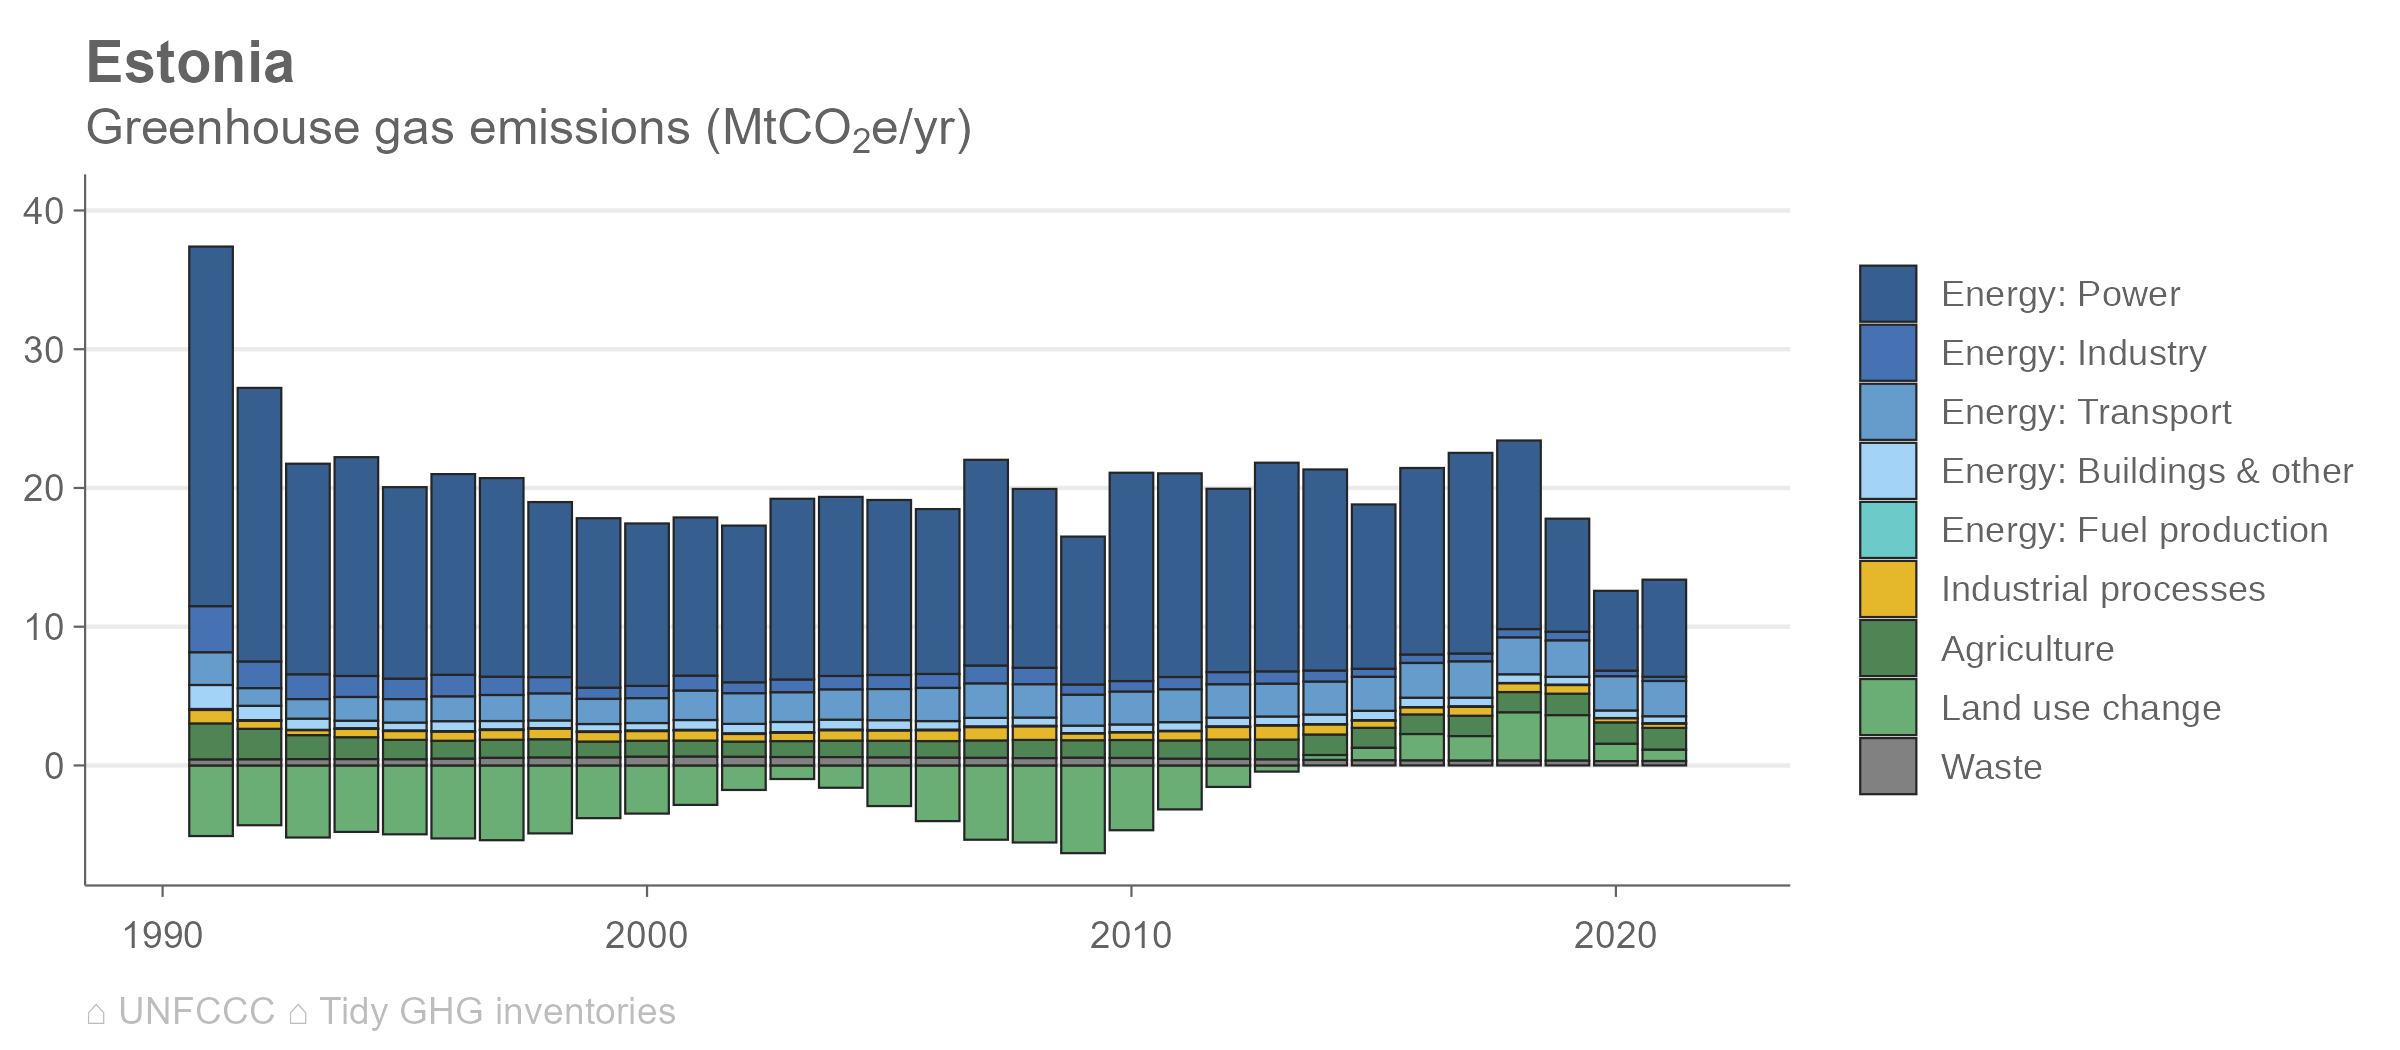 Estonia
Greenhouse gas emissions (MtCO₂e/yr)
40
30
20
10
0
1990 2000 2010 2020
Energy: Power
Energy: Industry
Energy: Transport
Energy: Buildings & other
Energy: Fuel production
Industrial processes
Agriculture
Land use change
Waste
⌂ UNFCCC ⌂ Tidy GHG inventories